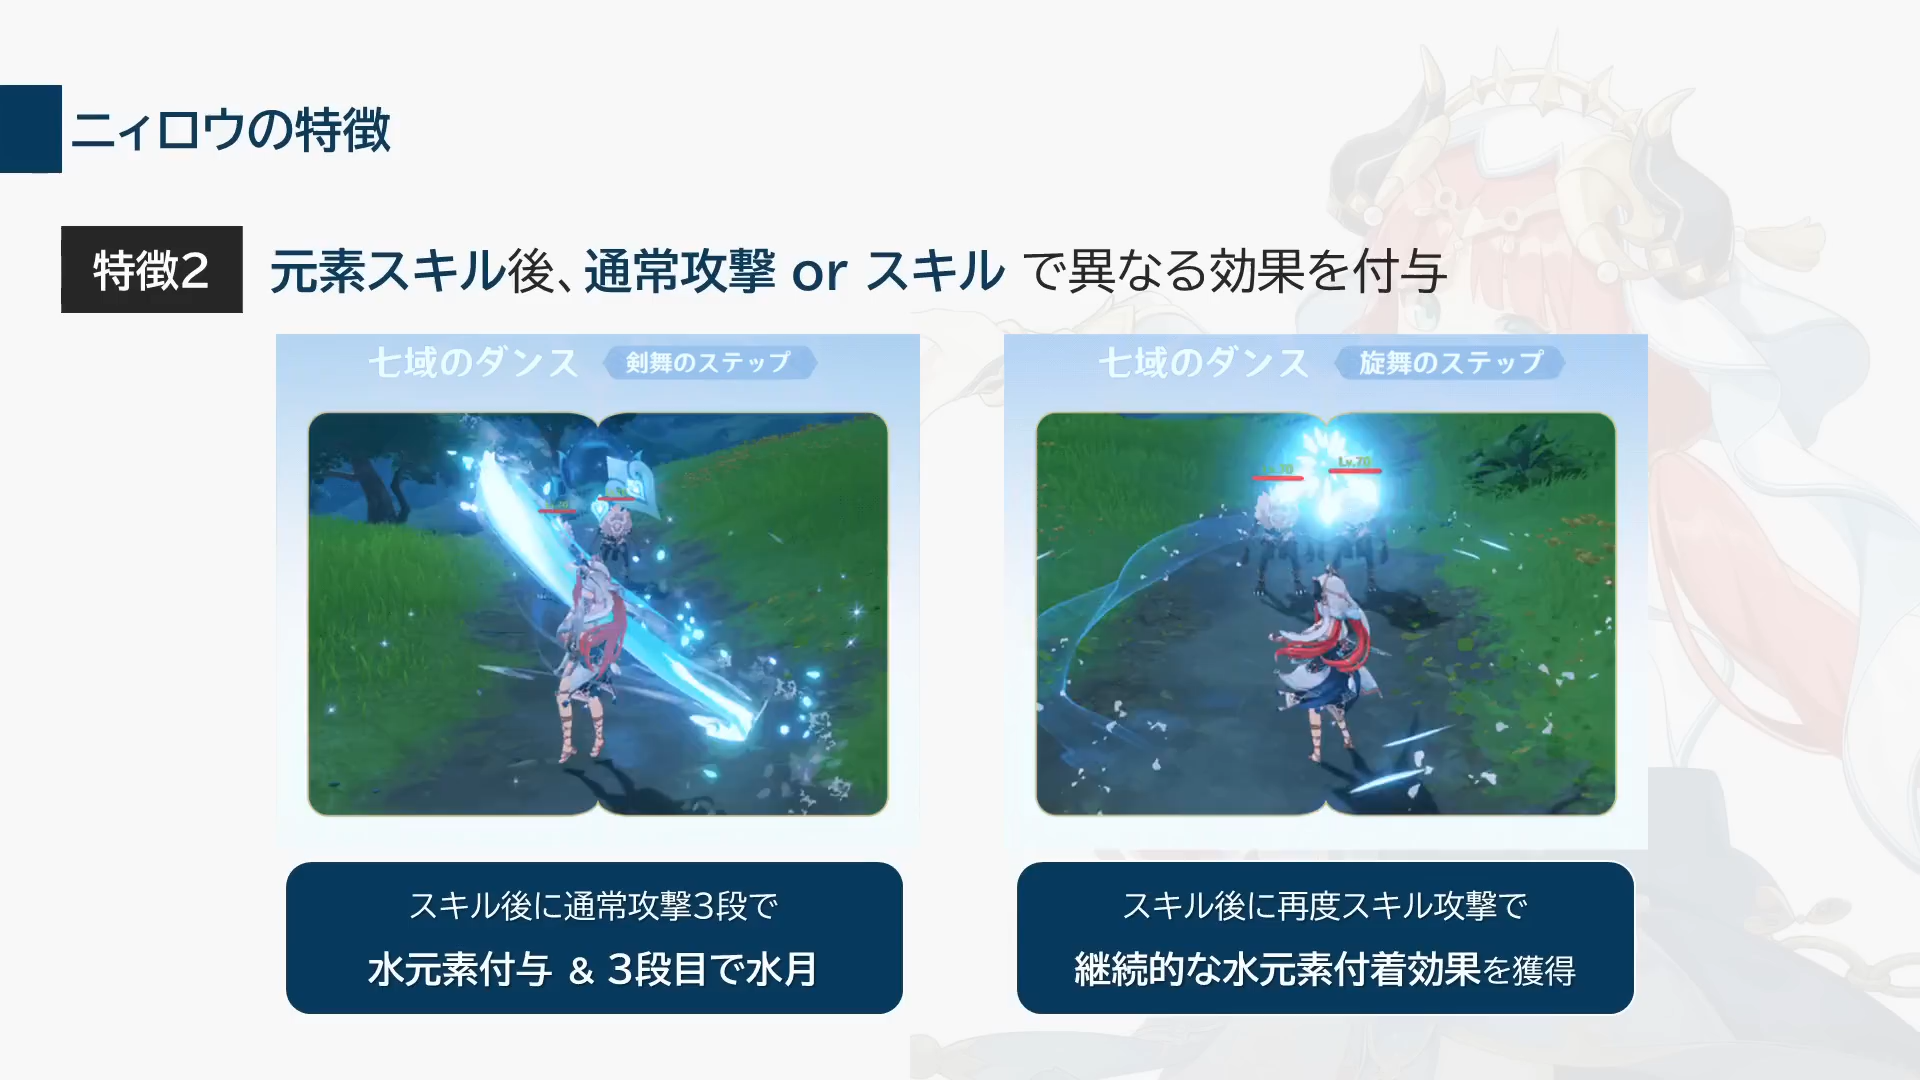 ニィロウの特徴
特徴2
元素スキル後、通常攻撃 or スキル で異なる効果を付与
七域のダンス 剣舞のステップ
七域のダンス 旋舞のステップ
Lv.70
Lv.70
スキル後に通常攻撃3段で
水元素付与 & 3段目で水月
スキル後に再度スキル攻撃で
継続的な水元素付着効果を獲得